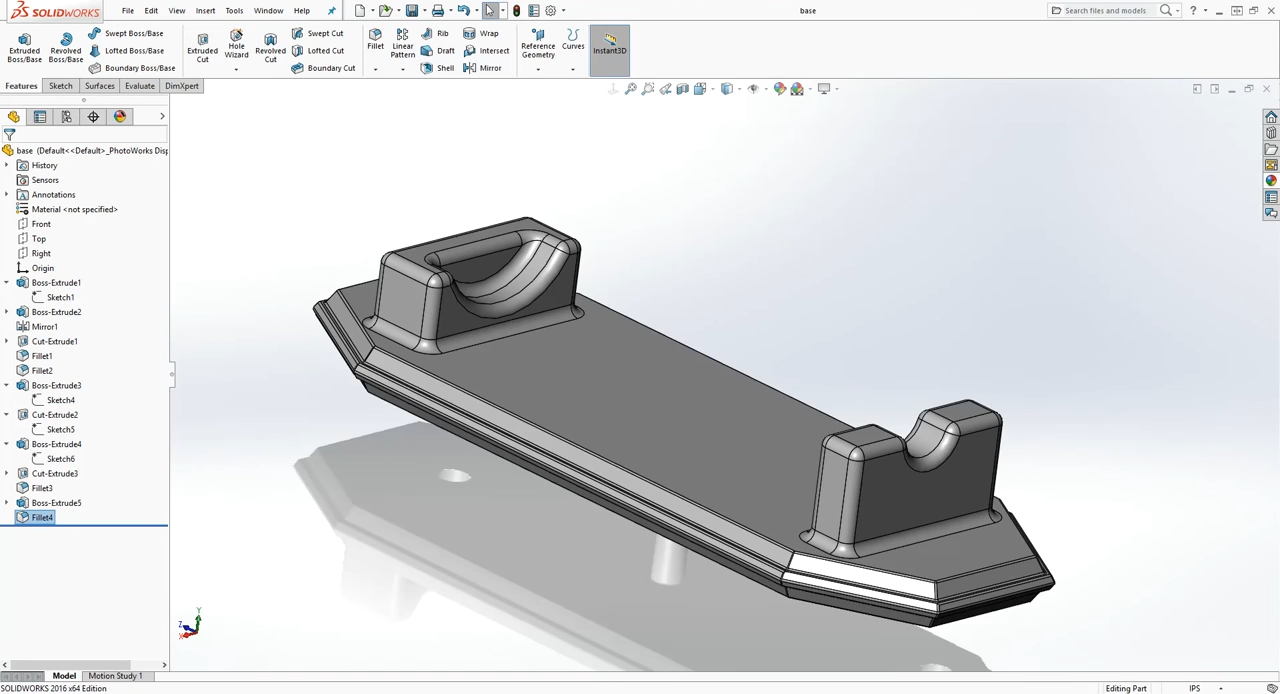 SOLIDWORKS File Edit View Insert Tools Window Help base Search files and models
Extruded Boss/Base
Revolved Boss/Base
Swept Boss/Base
Lofted Boss/Base
Boundary Boss/Base
Extruded Cut
Hole Wizard
Revolved Cut
Swept Cut
Lofted Cut
Boundary Cut
Fillet
Linear Pattern
Rib
Draft
Shell
Wrap
Intersect
Mirror
Reference Geometry
Curves
Instant3D
Features Sketch Surfaces Evaluate DimXpert
base (Default<<Default>_PhotoWorks Disp
History
Sensors
Annotations
Material <not specified>
Front
Top
Right
Origin
Boss-Extrude1
Sketch1
Boss-Extrude2
Mirror1
Cut-Extrude1
Fillet1
Fillet2
Boss-Extrude3
Sketch4
Cut-Extrude2
Sketch5
Boss-Extrude4
Sketch6
Cut-Extrude3
Fillet3
Boss-Extrude5
Fillet4
Y
Z
X
Model Motion Study 1
SOLIDWORKS 2016 x64 Edition Editing Part IPS